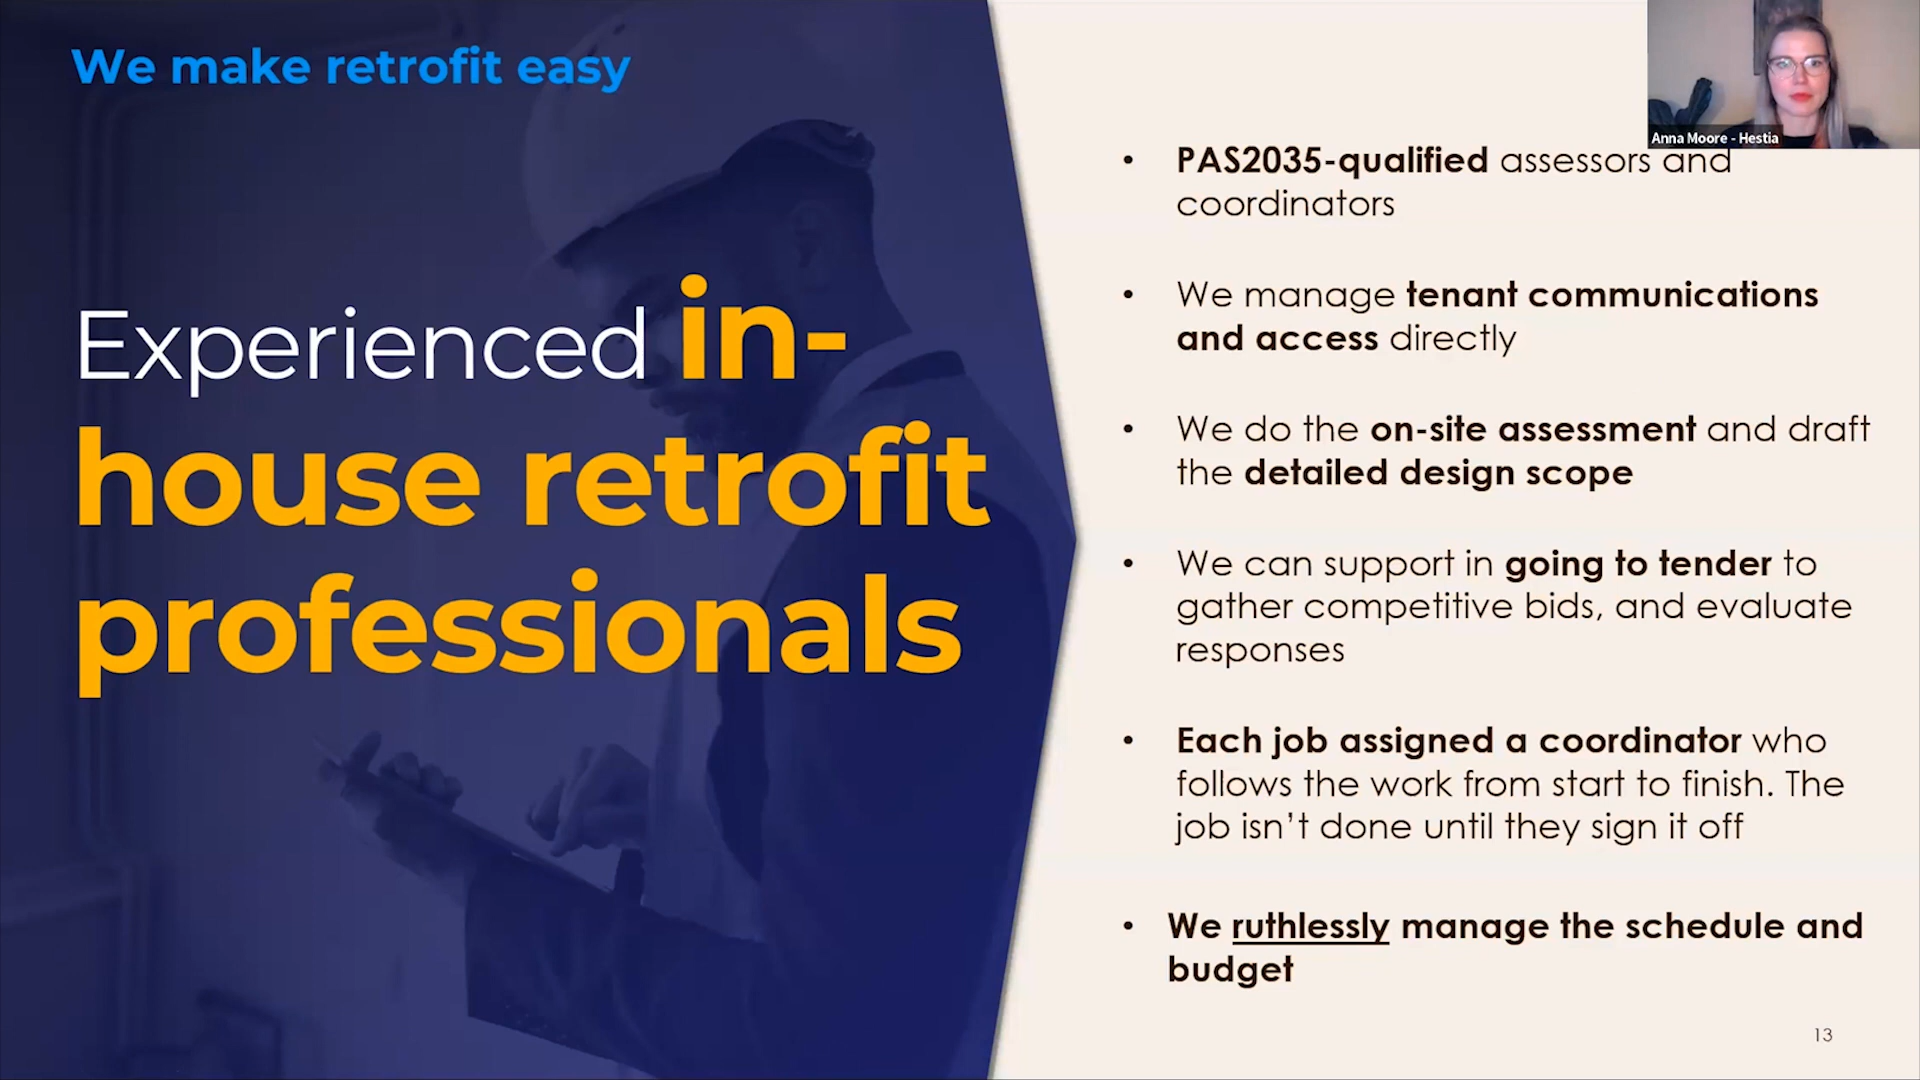 We make retrofit easy
Experienced in-
house retrofit
professionals
Anna Moore - Hestia
• PAS2035-qualified assessors and
coordinators
• We manage tenant communications
and access directly
• We do the on-site assessment and draft
the detailed design scope
• We can support in going to tender to
gather competitive bids, and evaluate
responses
• Each job assigned a coordinator who
follows the work from start to finish. The
job isn’t done until they sign it off
• We ruthlessly manage the schedule and
budget
13